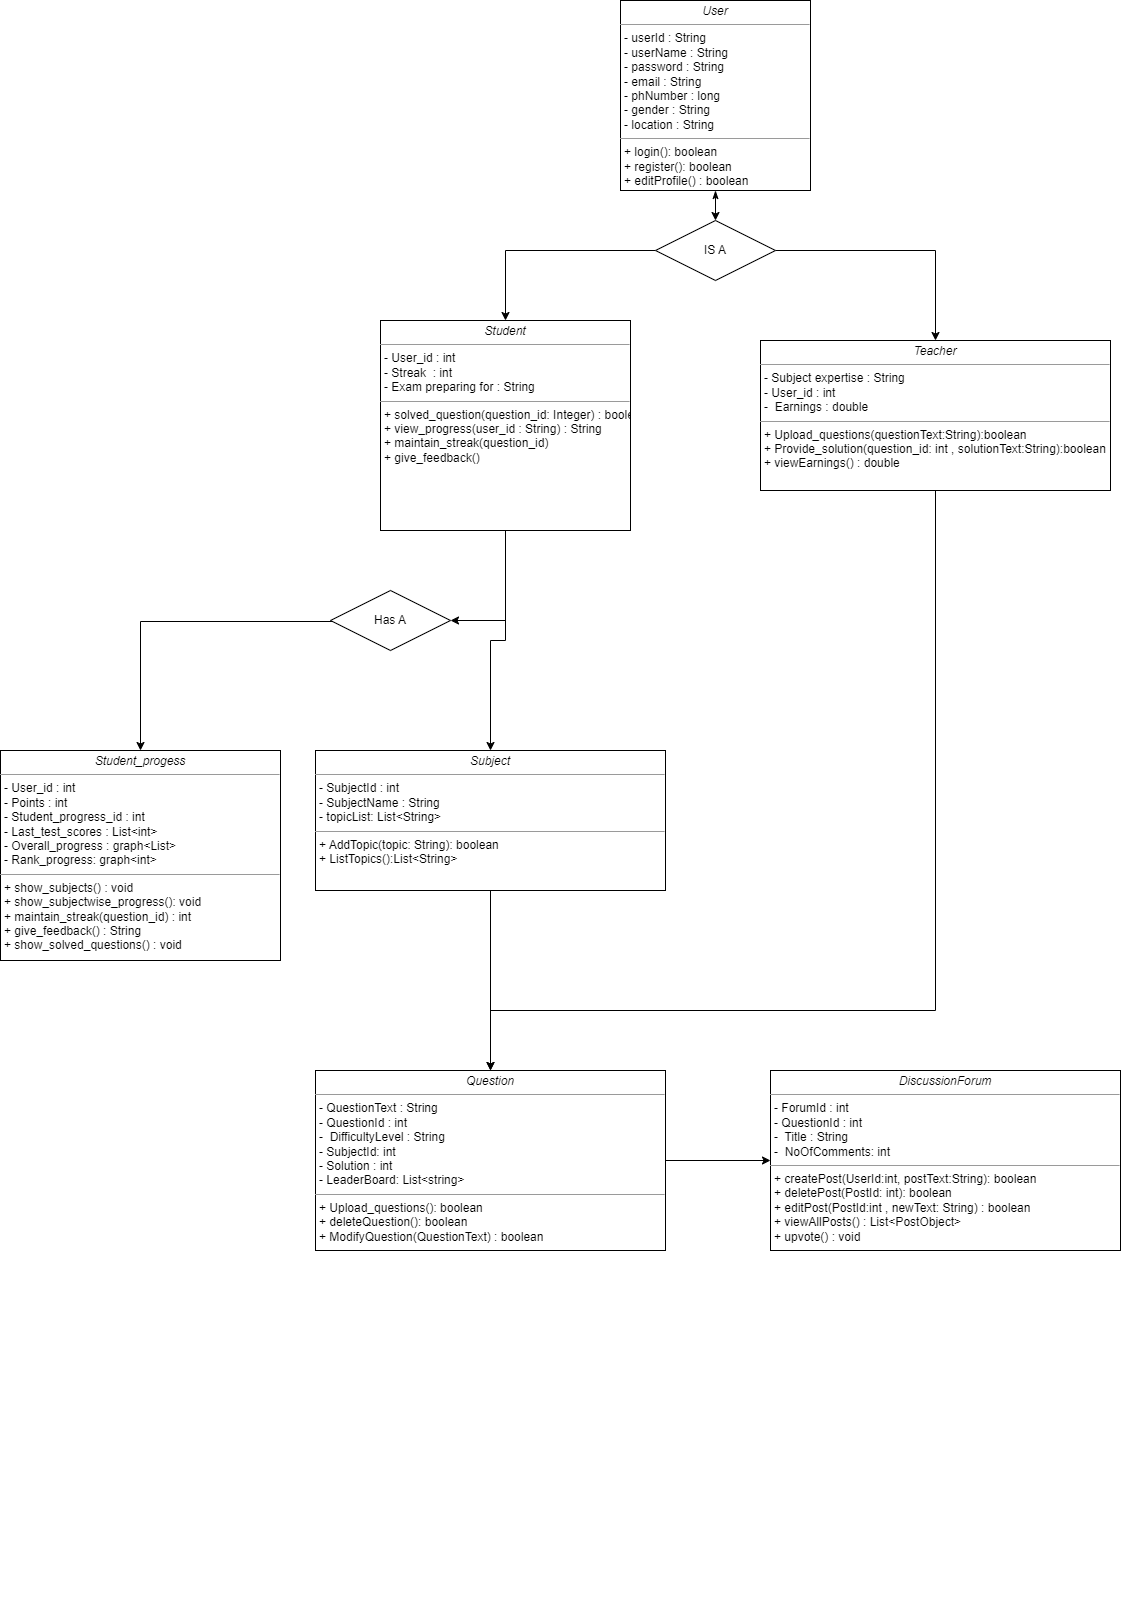 User
- userId : String
- userName : String
- password : String
- email : String
- phNumber : long
- gender : String
- location : String
+ login(): boolean
+ register(): boolean
+ editProfile() : boolean
IS A
Student
- User_id : int
- Streak  : int
- Exam preparing for : String
+ solved_question(question_id: Integer) : boole
+ view_progress(user_id : String) : String
+ maintain_streak(question_id)
+ give_feedback()
Teacher
- Subject expertise : String
- User_id : int
-  Earnings : double
+ Upload_questions(questionText:String):boolean
+ Provide_solution(question_id: int , solutionText:String):boolean
+ viewEarnings() : double
Has A
Student_progess
- User_id : int
- Points : int
- Student_progress_id : int
- Last_test_scores : List<int>
- Overall_progress : graph<List>
- Rank_progress: graph<int>
+ show_subjects() : void
+ show_subjectwise_progress(): void
+ maintain_streak(question_id) : int
+ give_feedback() : String
+ show_solved_questions() : void
Subject
- SubjectId : int
- SubjectName : String
- topicList: List<String>
+ AddTopic(topic: String): boolean
+ ListTopics():List<String>
Question
- QuestionText : String
- QuestionId : int
-  DifficultyLevel : String
- SubjectId: int
- Solution : int
- LeaderBoard: List<string>
+ Upload_questions(): boolean
+ deleteQuestion(): boolean
+ ModifyQuestion(QuestionText) : boolean
DiscussionForum
- ForumId : int
- QuestionId : int
-  Title : String
-  NoOfComments: int
+ createPost(UserId:int, postText:String): boolean
+ deletePost(PostId: int): boolean
+ editPost(PostId:int , newText: String) : boolean
+ viewAllPosts() : List<PostObject>
+ upvote() : void